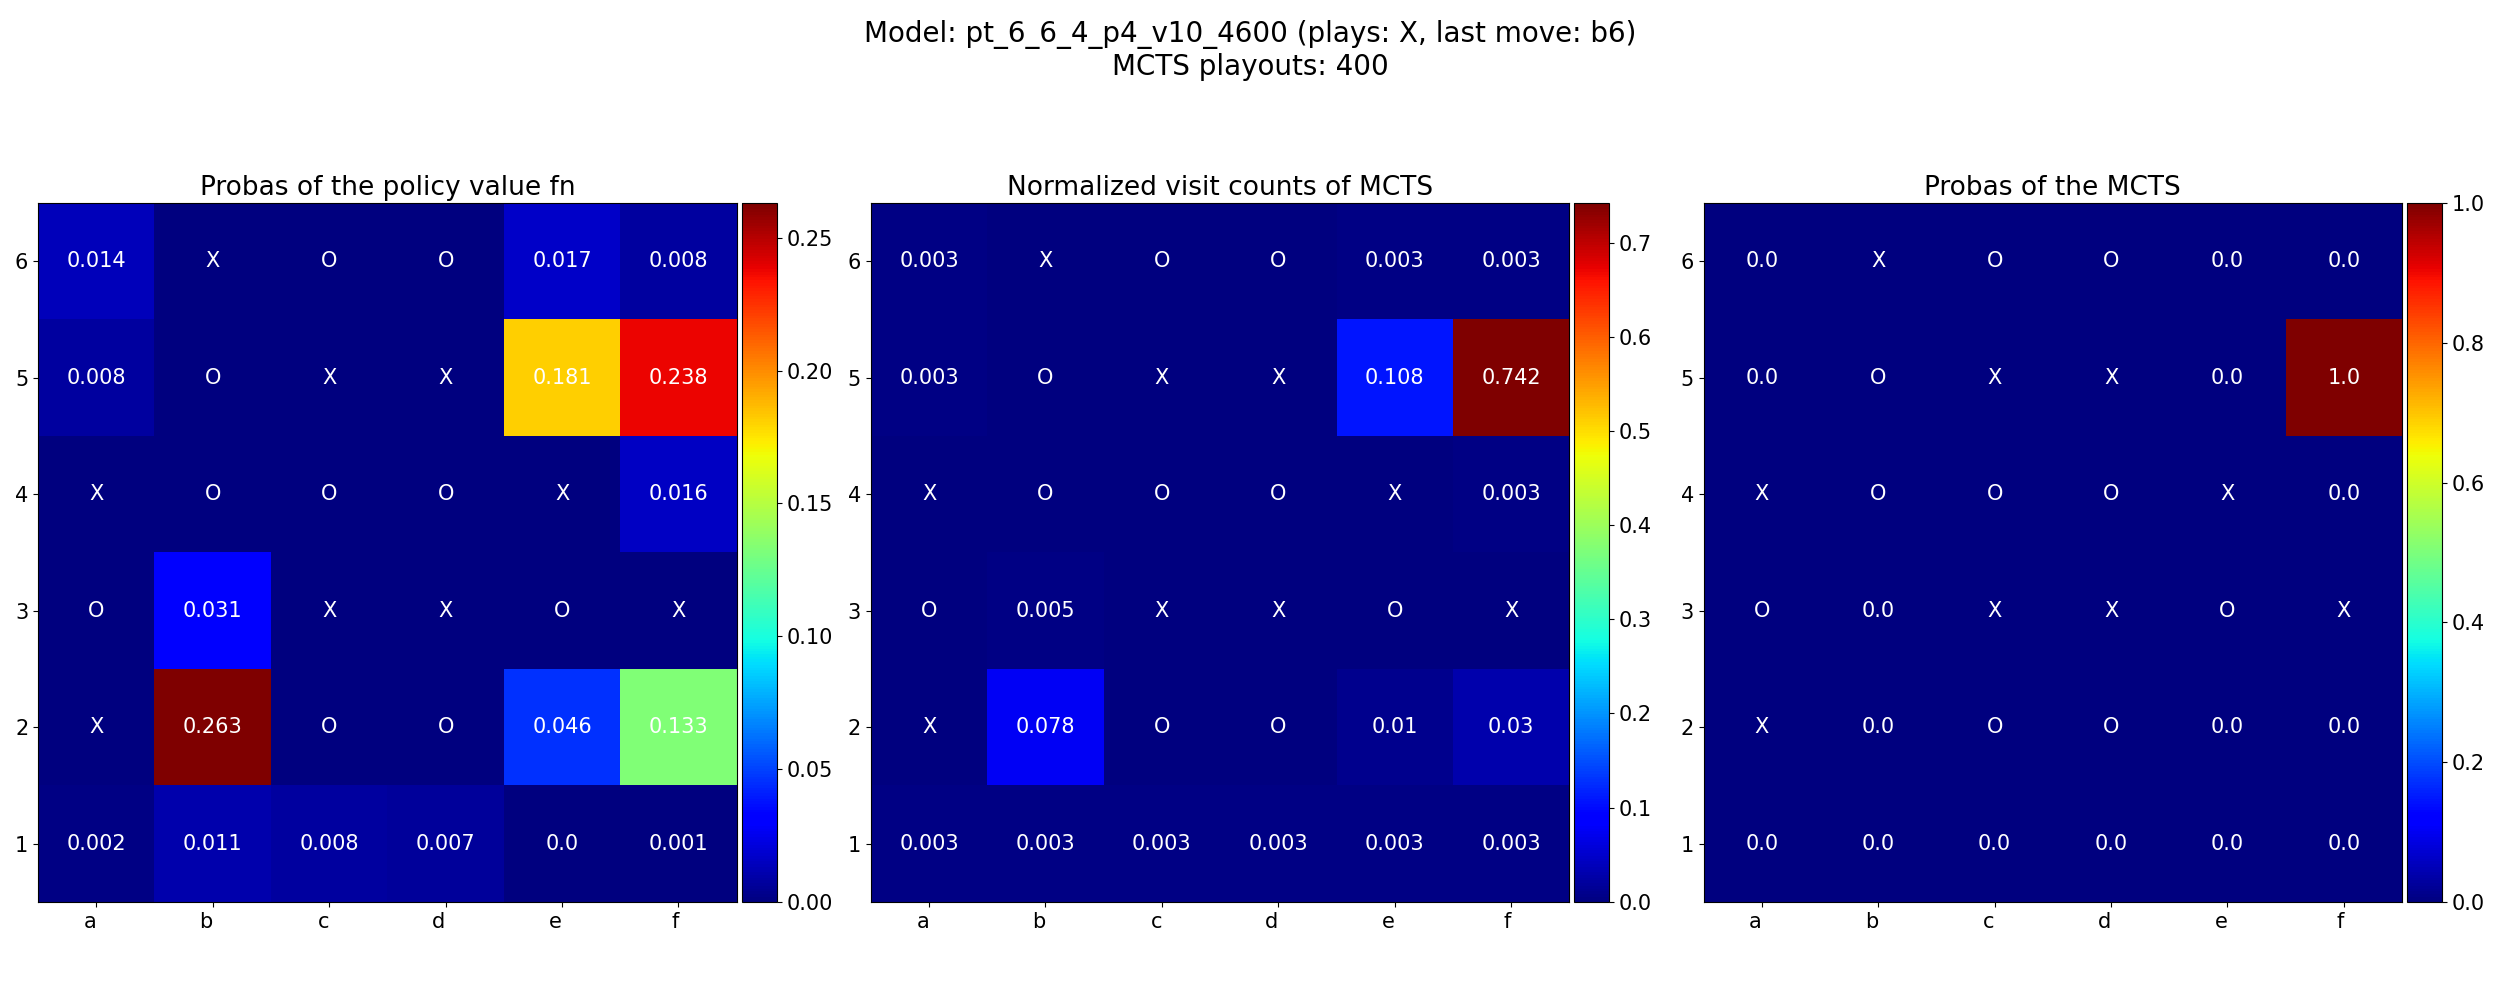 Model: pt_6_6_4_p4_v10_4600 (plays: X, last move: b6)
MCTS playouts: 400
Probas of the policy value fn
6 0.014 X O O 0.017 0.008
5 0.008 O X X 0.181 0.238
4 X O O O X 0.016
3 O 0.031 X X O X
2 X 0.263 O O 0.046 0.133
1 0.002 0.011 0.008 0.007 0.0 0.001
a b c d e f
0.25
0.20
0.15
0.10
0.05
0.00
Normalized visit counts of MCTS
6 0.003 X O O 0.003 0.003
5 0.003 O X X 0.108 0.742
4 X O O O X 0.003
3 O 0.005 X X O X
2 X 0.078 O O 0.01 0.03
1 0.003 0.003 0.003 0.003 0.003 0.003
a b c d e f
0.7
0.6
0.5
0.4
0.3
0.2
0.1
0.0
Probas of the MCTS
6 0.0 X O O 0.0 0.0
5 0.0 O X X 0.0 1.0
4 X O O O X 0.0
3 O 0.0 X X O X
2 X 0.0 O O 0.0 0.0
1 0.0 0.0 0.0 0.0 0.0 0.0
a b c d e f
1.0
0.8
0.6
0.4
0.2
0.0